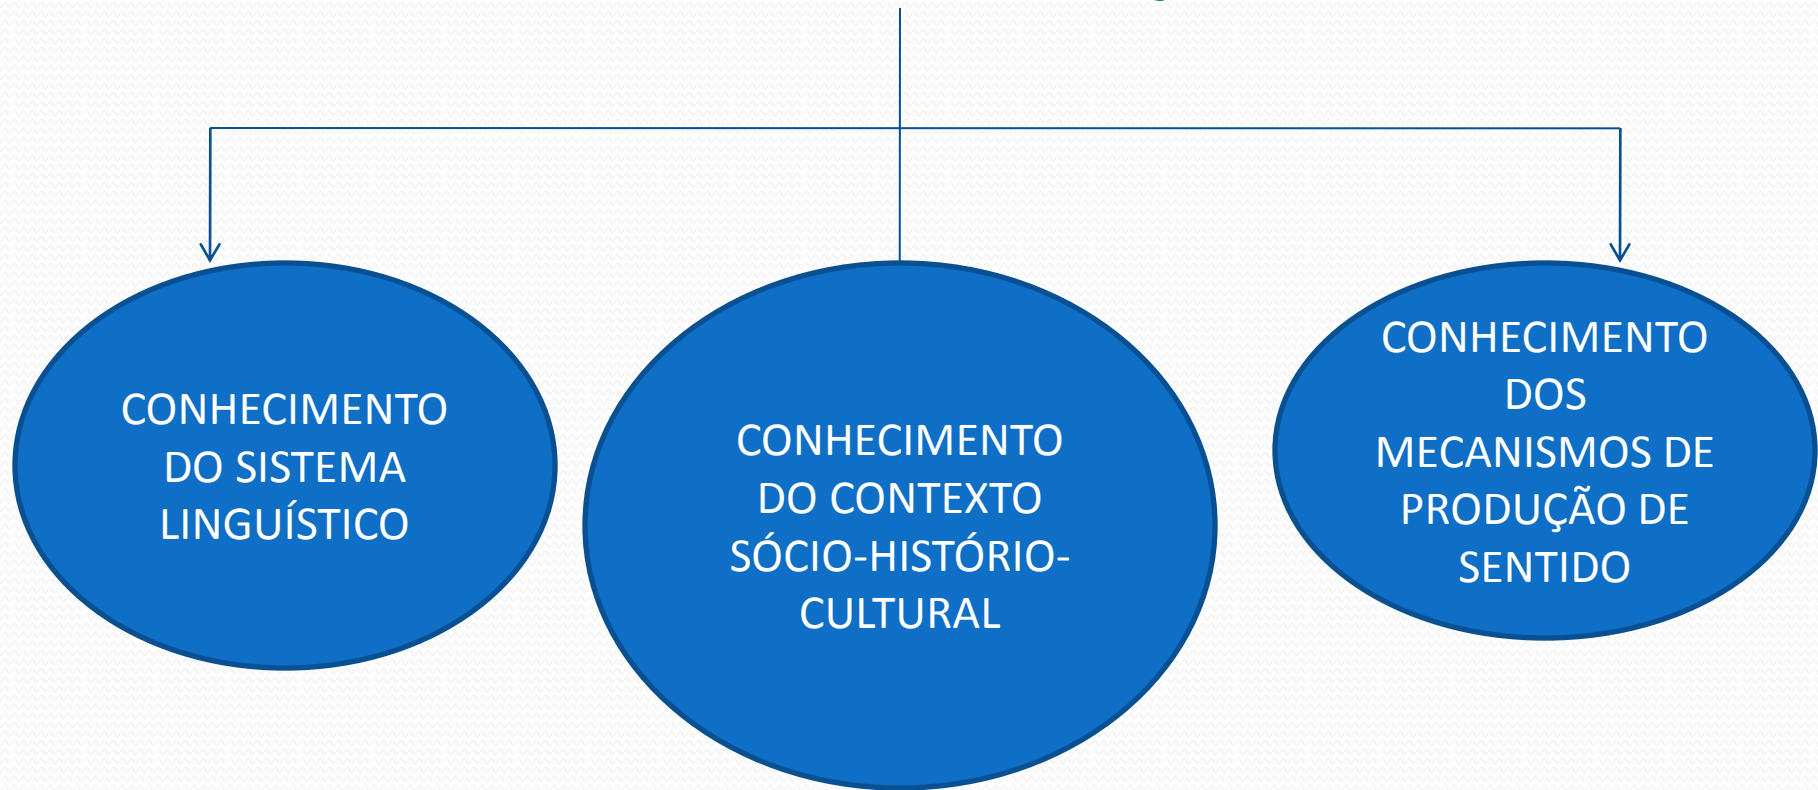 CONHECIMENTO
DO SISTEMA
LINGUÍSTICO
CONHECIMENTO
DO CONTEXTO
SÓCIO-HISTÓRIO-
CULTURAL
CONHECIMENTO
DOS
MECANISMOS DE
PRODUÇÃO DE
SENTIDO